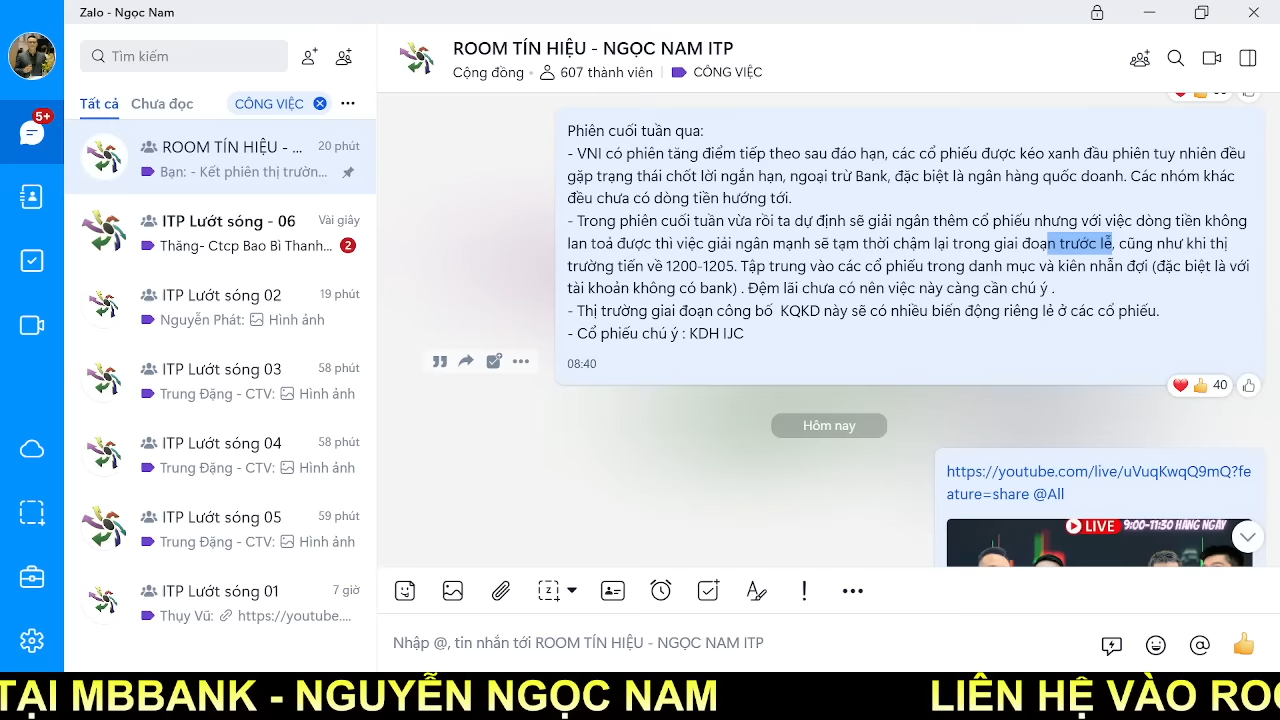 Zalo - Ngọc Nam
Tìm kiếm
Tất cả
Chưa đọc
CÔNG VIỆC
5+
ROOM TÍN HIỆU - ...
20 phút
Bạn: - Kết phiên thị trườn...
ITP Lướt sóng - 06
Vài giây
Thăng- Ctcp Bao Bì Thanh...
2
ITP Lướt sóng 02
19 phút
Nguyễn Phát: Hình ảnh
ITP Lướt sóng 03
58 phút
Trung Đặng - CTV: Hình ảnh
ITP Lướt sóng 04
58 phút
Trung Đặng - CTV: Hình ảnh
ITP Lướt sóng 05
59 phút
Trung Đặng - CTV: Hình ảnh
ITP Lướt sóng 01
7 giờ
Thụy Vũ: https://youtube....
ROOM TÍN HIỆU - NGỌC NAM ITP
Cộng đồng 607 thành viên CÔNG VIỆC
Phiên cuối tuần qua:
- VNI có phiên tăng điểm tiếp theo sau đáo hạn, các cổ phiếu được kéo xanh đầu phiên tuy nhiên đều
gặp trạng thái chốt lời ngắn hạn, ngoại trừ Bank, đặc biệt là ngân hàng quốc doanh. Các nhóm khác
đều chưa có dòng tiền hướng tới.
- Trong phiên cuối tuần vừa rồi ta dự định sẽ giải ngân thêm cổ phiếu nhưng với việc dòng tiền không
lan toả được thì việc giải ngân mạnh sẽ tạm thời chậm lại trong giai đoạn trước lễ, cũng như khi thị
trường tiến về 1200-1205. Tập trung vào các cổ phiếu trong danh mục và kiên nhẫn đợi (đặc biệt là với
tài khoản không có bank) . Đệm lãi chưa có nên việc này càng cần chú ý .
- Thị trường giai đoạn công bố KQKD này sẽ có nhiều biến động riêng lẻ ở các cổ phiếu.
- Cổ phiếu chú ý : KDH IJC
08:40
40
Hôm nay
https://youtube.com/live/uVuqKwqQ9mQ?fe
ature=share @All
LIVE 9:00-11:30 HÀNG NGÀY
Nhập @, tin nhắn tới ROOM TÍN HIỆU - NGỌC NAM ITP
TẠI MBBANK - NGUYỄN NGỌC NAM
LIÊN HỆ VÀO ROO